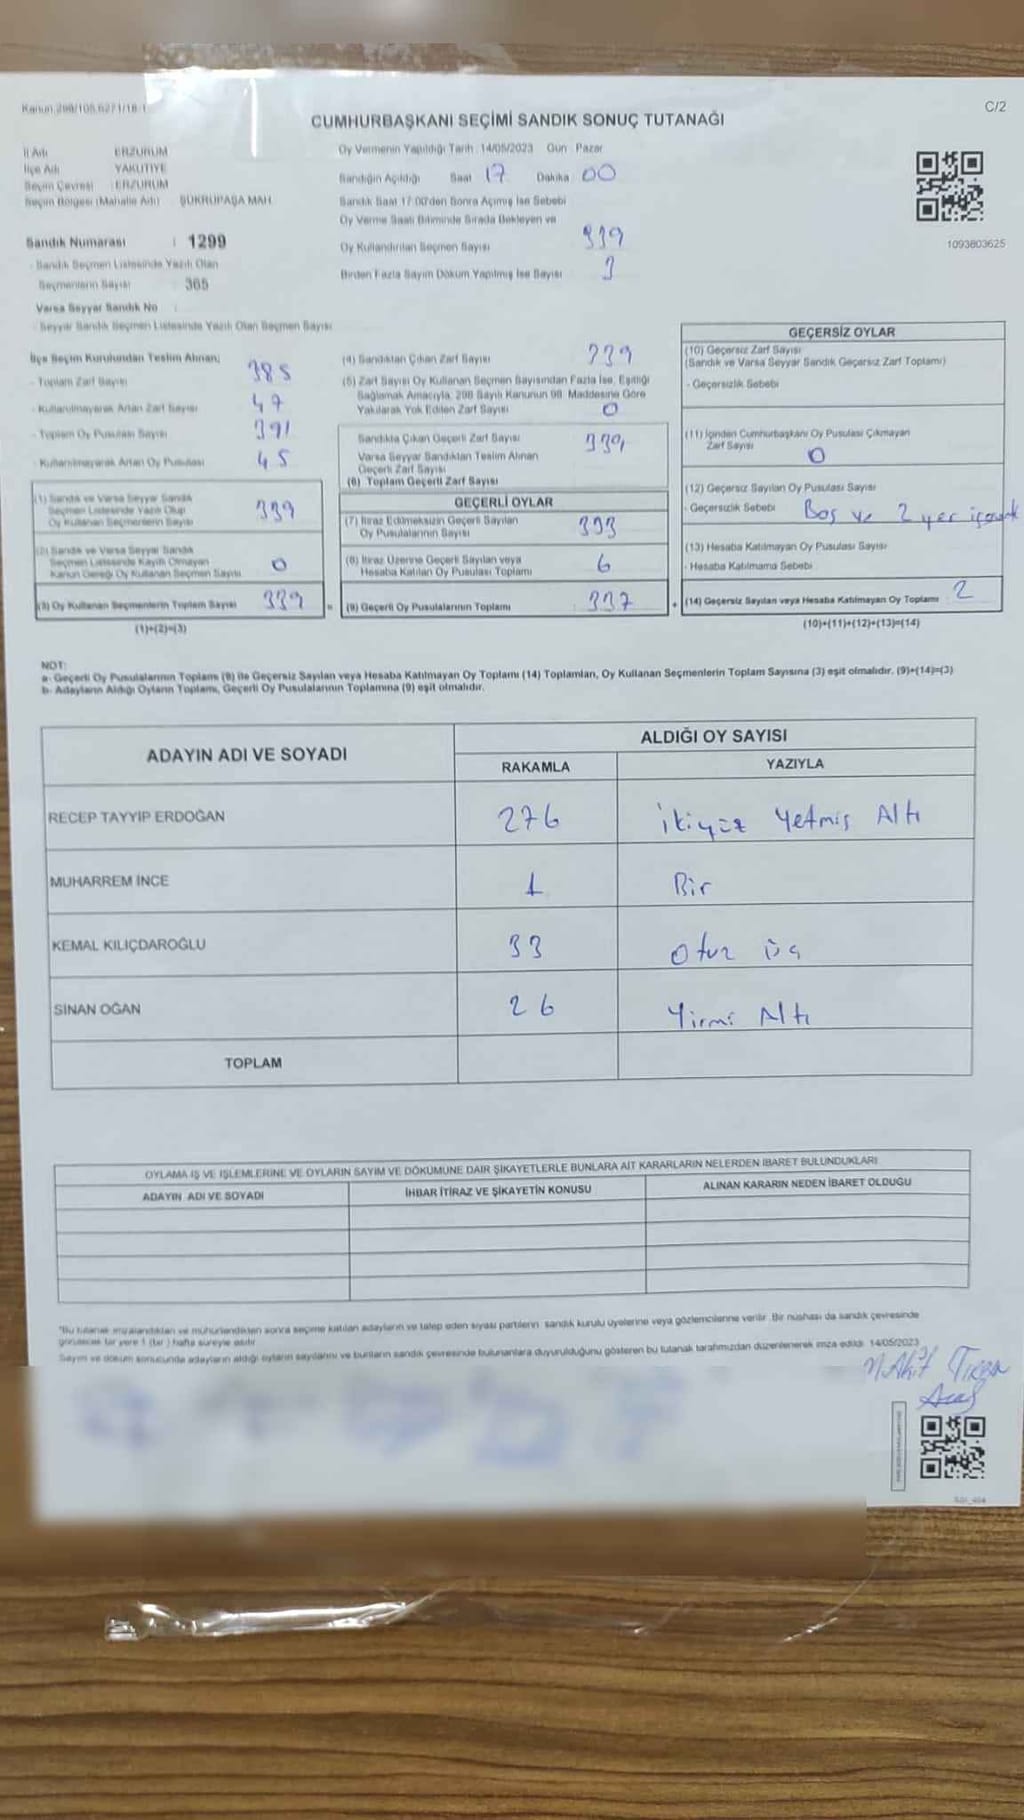 Kanun 298/105,6271/18-1
C/2
CUMHURBAŞKANI SEÇİMİ SANDIK SONUÇ TUTANAĞI
İl Adı ERZURUM
İlçe Adı YAKUTİYE
Seçim Çevresi : ERZURUM
Seçim Bölgesi (Mahalle Adı) ŞÜKRÜPAŞA MAH.
Sandık Numarası : 1299
- Sandık Seçmen Listesinde Yazılı Olan
Seçmenlerin Sayısı : 365
Varsa Seyyar Sandık No :
- Seyyar Sandık Seçmen Listesinde Yazılı Olan Seçmen Sayısı
Oy Vermenin Yapıldığı Tarih : 14/05/2023 Gün : Pazar
Sandığın Açıldığı Saat 17 Dakika 00
Sandık Saat 17:00'den Sonra Açımış İse Sebebi
Oy Verme Saati Bitiminde Sırada Bekleyen ve
Oy Kullandırılan Seçmen Sayısı 339
Birden Fazla Sayım Döküm Yapılmış İse Sayısı
1093803625
İlçe Seçim Kurulundan Teslim Alınan;
- Toplam Zarf Sayısı 385
- Kullanılmayarak Artan Zarf Sayısı 47
- Toplam Oy Pusulası Sayısı 391
- Kullanılmayarak Artan Oy Pusulası 45
(1) Sandık ve Varsa Seyyar Sandık
Seçmen Listesinde Yazılı Olup
Oy Kullanan Seçmenlerin Sayısı 339
(2) Sandık ve Varsa Seyyar Sandık
Seçmen Listesinde Kayıtlı Olmayan
Kanun Gereği Oy Kullanan Seçmen Sayısı 0
(3) Oy Kullanan Seçmenlerin Toplam Sayısı 339 =
(1)+(2)=(3)
(4) Sandıktan Çıkan Zarf Sayısı 339
(5) Zarf Sayısı Oy Kullanan Seçmen Sayısından Fazla İse, Eşitliği
Sağlamak Amacıyla, 298 Sayılı Kanunun 98. Maddesine Göre
Yakılarak Yok Edilen Zarf Sayısı 0
Sandıkta Çıkan Geçerli Zarf Sayısı 339
Varsa Seyyar Sandıktan Teslim Alınan
Geçerli Zarf Sayısı
(6) Toplam Geçerli Zarf Sayısı
GEÇERLİ OYLAR
(7) İtiraz Edilmeksizin Geçerli Sayılan
Oy Pusulalarının Sayısı 333
(8) İtiraz Üzerine Geçerli Sayılan veya
Hesaba Katılan Oy Pusulası Toplamı 6
(9) Geçerli Oy Pusulalarının Toplamı : 337 +
GEÇERSİZ OYLAR
(10) Geçersiz Zarf Sayısı
(Sandık ve Varsa Seyyar Sandık Geçersiz Zarf Toplamı)
- Geçersizlik Sebebi
(11) İçinden Cumhurbaşkanı Oy Pusulası Çıkmayan
Zarf Sayısı 0
(12) Geçersiz Sayılan Oy Pusulası Sayısı
- Geçersizlik Sebebi Boş ve 2 yer
(13) Hesaba Katılmayan Oy Pusulası Sayısı
- Hesaba Katılmama Sebebi
(14) Geçersiz Sayılan veya Hesaba Katılmayan Oy Toplamı 2
(10)+(11)+(12)+(13)=(14)
NOT:
a- Geçerli Oy Pusulalarının Toplamı (9) ile Geçersiz Sayılan veya Hesaba Katılmayan Oy Toplamı (14) Toplamları, Oy Kullanan Seçmenlerin Toplam Sayısına (3) eşit olmalıdır. (9)+(14)=(3)
b- Adayların Aldığı Oyların Toplamı, Geçerli Oy Pusulalarının Toplamına (9) eşit olmalıdır.
ADAYIN ADI VE SOYADI
ALDIĞI OY SAYISI
RAKAMLA YAZIYLA
RECEP TAYYİP ERDOĞAN 276 İkiyüz Yetmiş Altı
MUHARREM İNCE 1 Bir
KEMAL KILIÇDAROĞLU 33 Otuz üç
SİNAN OĞAN 26 Yirmi Altı
TOPLAM
OYLAMA İŞ VE İŞLEMLERİNE VE OYLARIN SAYIM VE DÖKÜMÜNE DAİR ŞİKAYETLERLE BUNLARA AİT KARARLARIN NELERDEN İBARET BULUNDUKLARI
ADAYIN ADI VE SOYADI İHBAR İTİRAZ VE ŞİKAYETİN KONUSU ALINAN KARARIN NEDEN İBARET OLDUĞU
"Bu tutanak imzalandıktan ve mühürlendikten sonra seçime katılan adayların ve talep eden siyasi partilerin sandık kurulu üyelerine veya gözlemcilerine verilir. Bir nüshası da sandık çevresinde
görülecek bir yere 1 (bir) hafta süreyle asılır.
Sayım ve döküm sonucunda adayların aldığı oyların sayılarını ve bunların sandık çevresinde bulunanlara duyurulduğunu gösteren bu tutanak tarafımızdan düzenlenerek imza edildi. 14/05/2023